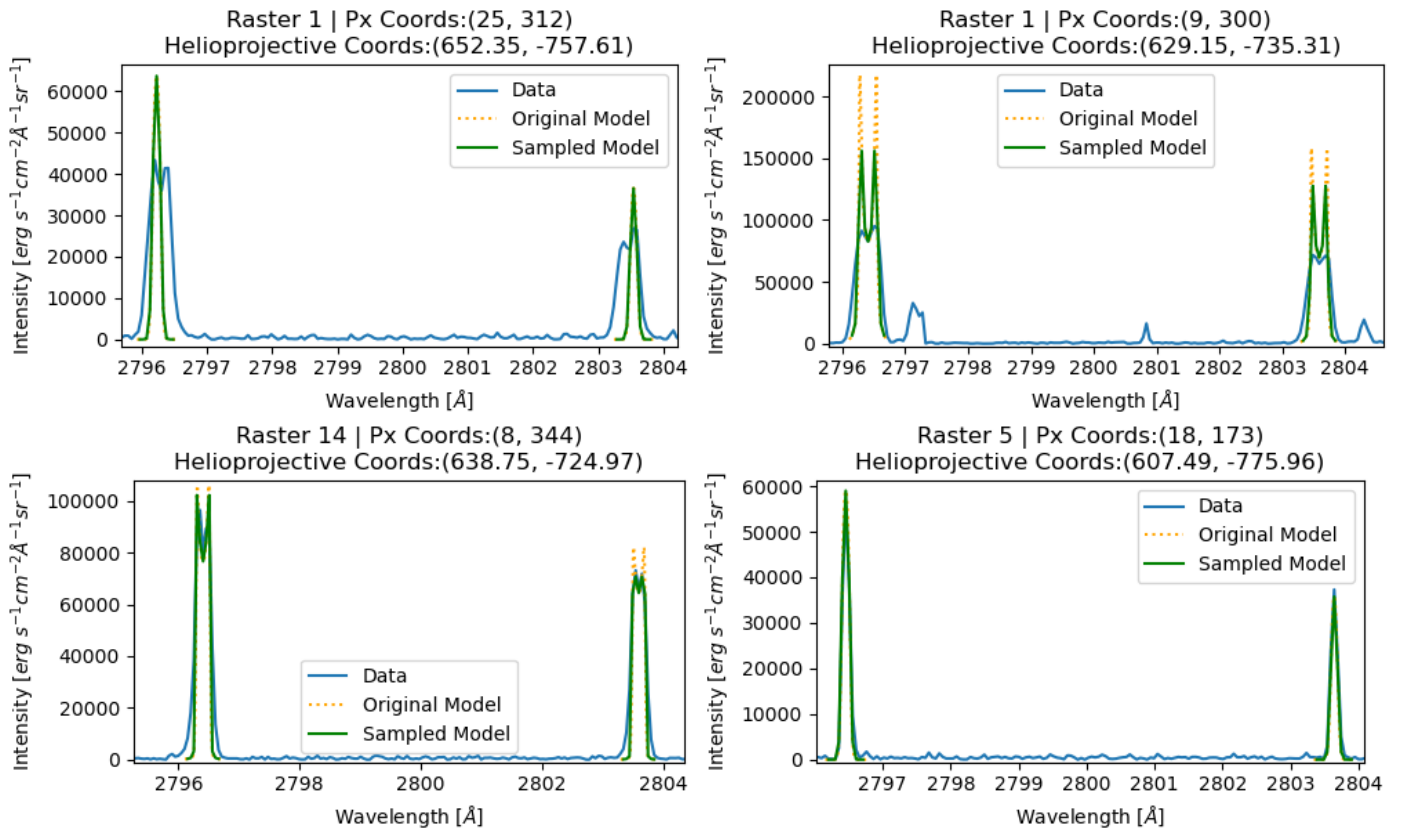 Raster 1 | Px Coords:(25, 312)
Helioprojective Coords:(652.35, -757.61)
Intensity [erg s⁻¹cm⁻²Å⁻¹sr⁻¹]
60000
50000
40000
30000
20000
10000
0
Data
Original Model
Sampled Model
2796 2797 2798 2799 2800 2801 2802 2803 2804
Wavelength [Å]
Raster 1 | Px Coords:(9, 300)
Helioprojective Coords:(629.15, -735.31)
Intensity [erg s⁻¹cm⁻²Å⁻¹sr⁻¹]
200000
150000
100000
50000
0
Data
Original Model
Sampled Model
2796 2797 2798 2799 2800 2801 2802 2803 2804
Wavelength [Å]
Raster 14 | Px Coords:(8, 344)
Helioprojective Coords:(638.75, -724.97)
Intensity [erg s⁻¹cm⁻²Å⁻¹sr⁻¹]
100000
80000
60000
40000
20000
0
Data
Original Model
Sampled Model
2796 2798 2800 2802 2804
Wavelength [Å]
Raster 5 | Px Coords:(18, 173)
Helioprojective Coords:(607.49, -775.96)
Intensity [erg s⁻¹cm⁻²Å⁻¹sr⁻¹]
60000
50000
40000
30000
20000
10000
0
Data
Original Model
Sampled Model
2797 2798 2799 2800 2801 2802 2803 2804
Wavelength [Å]